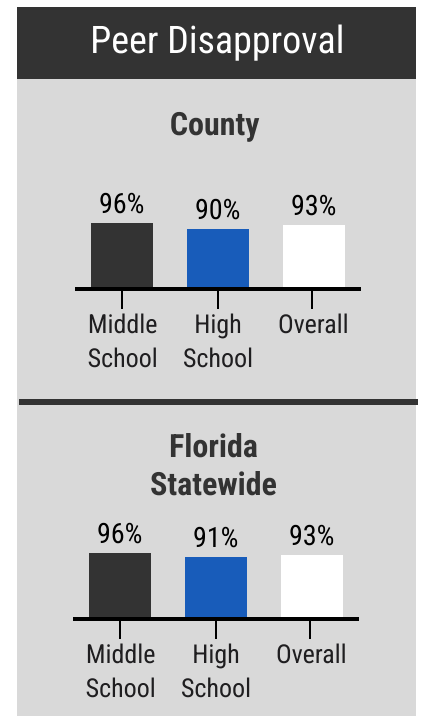 Peer Disapproval
County
96%
90%
93%
Middle
School
High
School
Overall
Florida
Statewide
96%
91%
93%
Middle
School
High
School
Overall